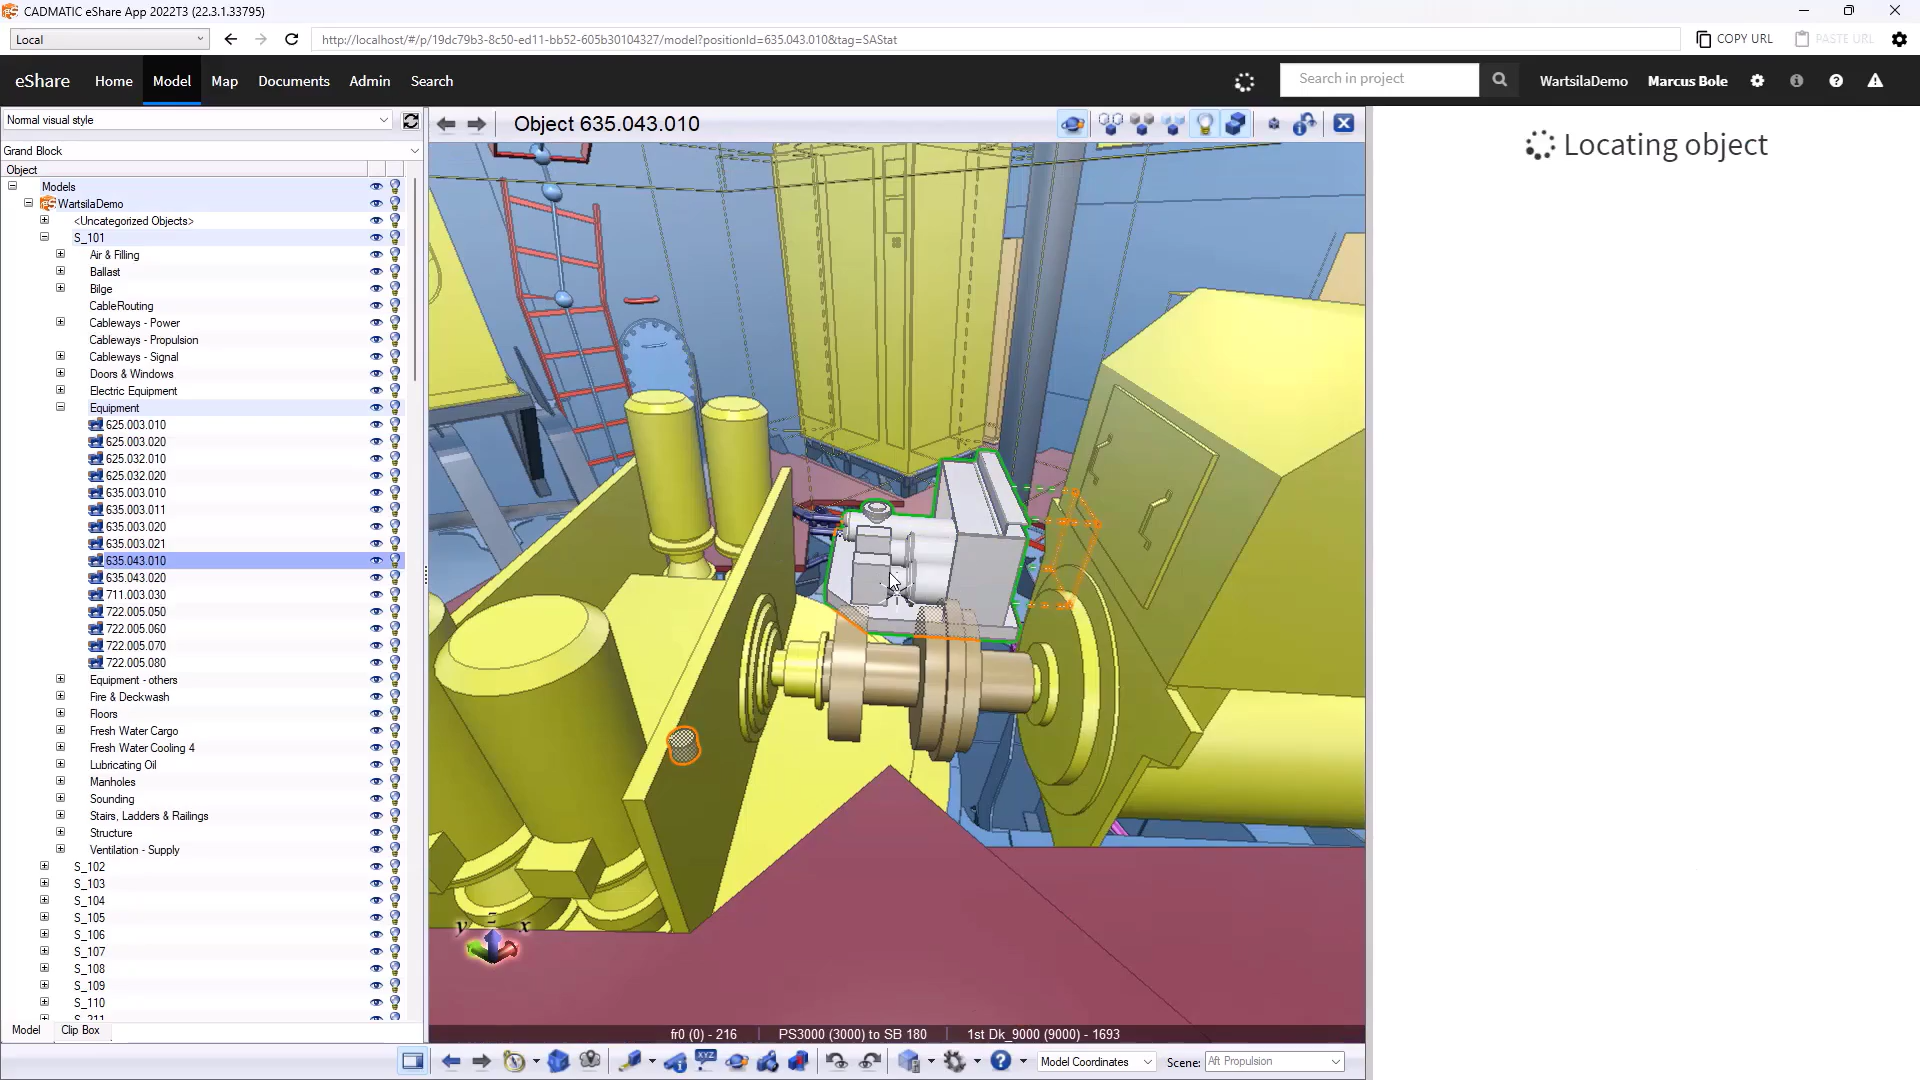 CADMATIC eShare App 2022T3 (22.3.1.33795)
Local
http://localhost/#/p/19dc79b3-8c50-ed11-bb52-605b30104327/model?positionId=635.043.010&tag=SAStat
COPY URL
PASTE URL
eShare
Home
Model
Map
Documents
Admin
Search
Search in project
WartsilaDemo
Marcus Bole
Normal visual style
Object 635.043.010
Locating object
Grand Block
Object
Models
WartsilaDemo
<Uncategorized Objects>
S_101
Air & Filling
Ballast
Bilge
CableRouting
Cableways - Power
Cableways - Propulsion
Cableways - Signal
Doors & Windows
Electric Equipment
Equipment
625.003.010
625.003.020
625.032.010
625.032.020
635.003.010
635.003.011
635.003.020
635.003.021
635.043.010
635.043.020
711.003.030
722.005.050
722.005.060
722.005.070
722.005.080
Equipment - others
Fire & Deckwash
Floors
Fresh Water Cargo
Fresh Water Cooling 4
Lubricating Oil
Manholes
Sounding
Stairs, Ladders & Railings
Structure
Ventilation - Supply
S_102
S_103
S_104
S_105
S_106
S_107
S_108
S_109
S_110
S_211
y z x
Model
Clip Box
fr0 (0) - 216
PS3000 (3000) to SB 180
1st Dk_9000 (9000) - 1693
XYZ
Model Coordinates
Scene:
Aft Propulsion